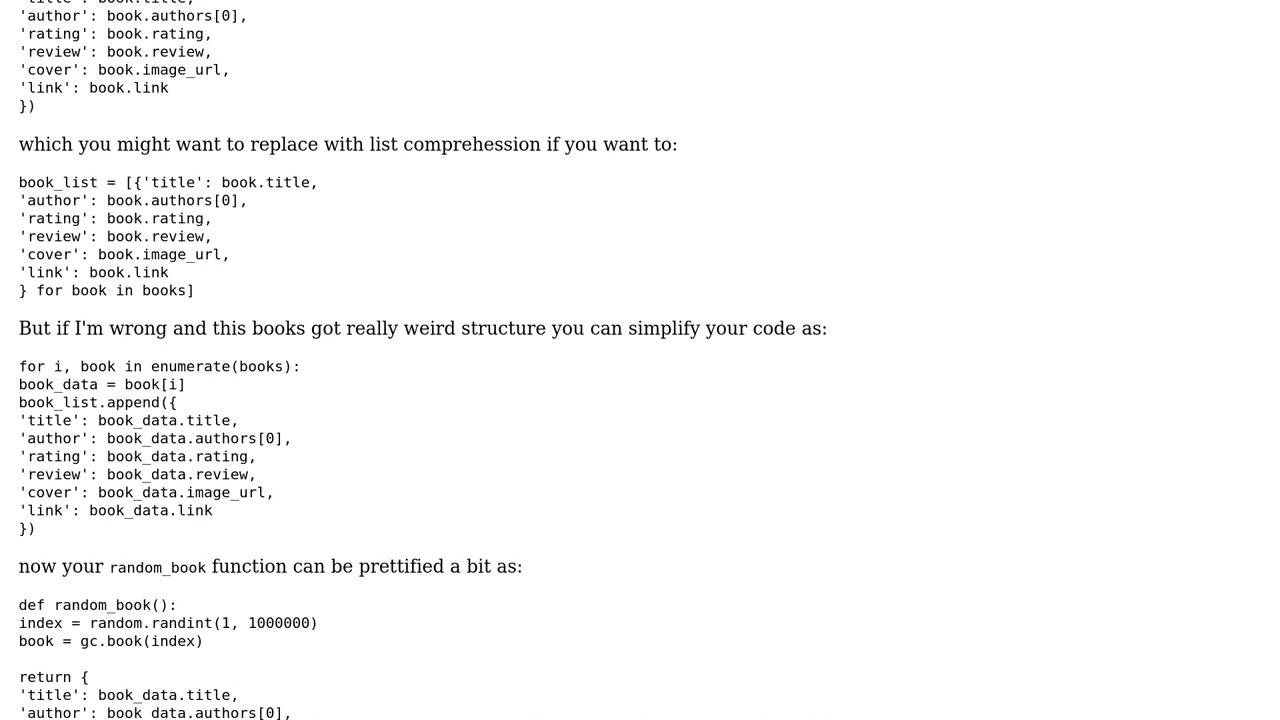 'title': book.title,
'author': book.authors[0],
'rating': book.rating,
'review': book.review,
'cover': book.image_url,
'link': book.link
})
which you might want to replace with list comprehession if you want to:
book_list = [{'title': book.title,
'author': book.authors[0],
'rating': book.rating,
'review': book.review,
'cover': book.image_url,
'link': book.link
} for book in books]
But if I'm wrong and this books got really weird structure you can simplify your code as:
for i, book in enumerate(books):
book_data = book[i]
book_list.append({
'title': book_data.title,
'author': book_data.authors[0],
'rating': book_data.rating,
'review': book_data.review,
'cover': book_data.image_url,
'link': book_data.link
})
now your random_book function can be prettified a bit as:
def random_book():
index = random.randint(1, 1000000)
book = gc.book(index)
return {
'title': book_data.title,
'author': book_data.authors[0],